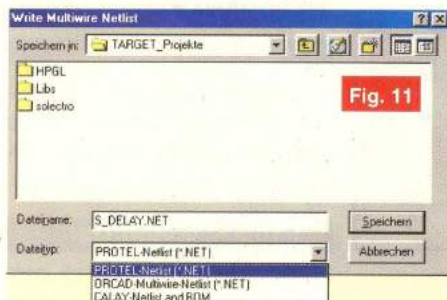 Write Multiwire Netlist
Speichern in: TARGET_Projekte
HPGL
Libs
solectro
Fig. 11
Dateiname: S_DELAY.NET Speichern
Dateityp: PROTEL-Netlist (*.NET) Abbrechen
PROTEL-Netlist (*.NET)
ORCAD-Multiwire-Netlist (*.NET)
CALAY-Netlist and BOM